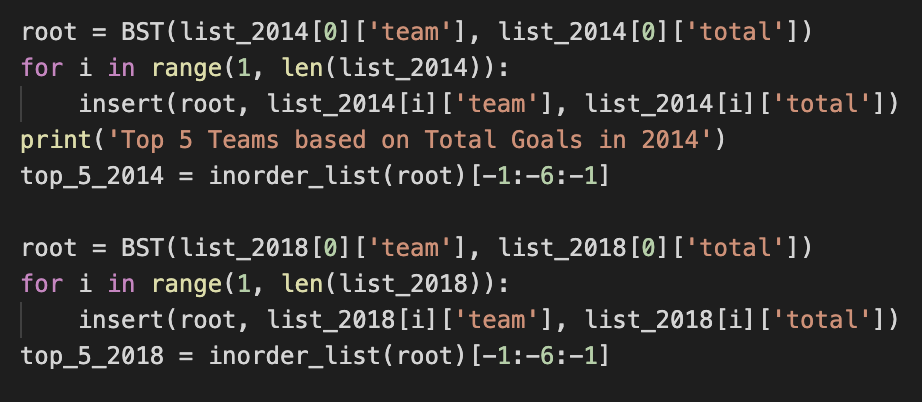 root = BST(list_2014[0]['team'], list_2014[0]['total'])
for i in range(1, len(list_2014)):
    insert(root, list_2014[i]['team'], list_2014[i]['total'])
print('Top 5 Teams based on Total Goals in 2014')
top_5_2014 = inorder_list(root)[-1:-6:-1]

root = BST(list_2018[0]['team'], list_2018[0]['total'])
for i in range(1, len(list_2018)):
    insert(root, list_2018[i]['team'], list_2018[i]['total'])
top_5_2018 = inorder_list(root)[-1:-6:-1]